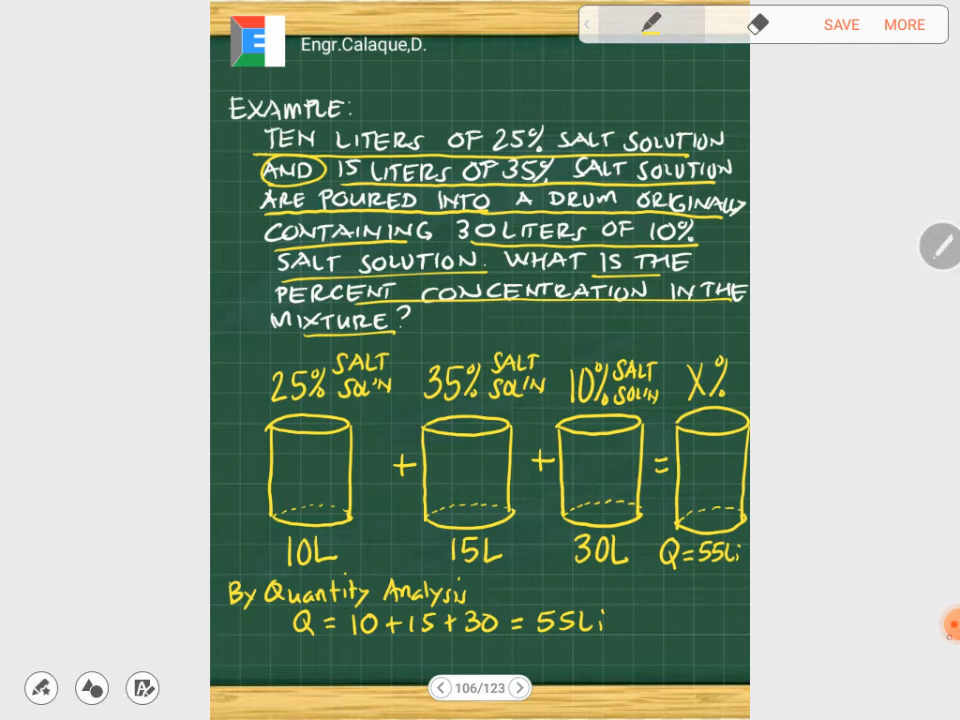 SAVE MORE
E
Engr.Calaque,D.
EXAMPLE:
TEN LITERS OF 25% SALT SOLUTION
AND 15 LITERS OF 35% SALT SOLUTION
ARE POURED INTO A DRUM ORIGINALLY
CONTAINING 30 LITERS OF 10%
SALT SOLUTION. WHAT IS THE
PERCENT CONCENTRATION IN THE
MIXTURE?
25% SALT SOL'N 35% SALT SOL'N 10% SALT SOL'N X%
+ + =
10L 15L 30L Q=55Li
By Quantity Analysis
Q = 10+15+30 = 55Li
106/123